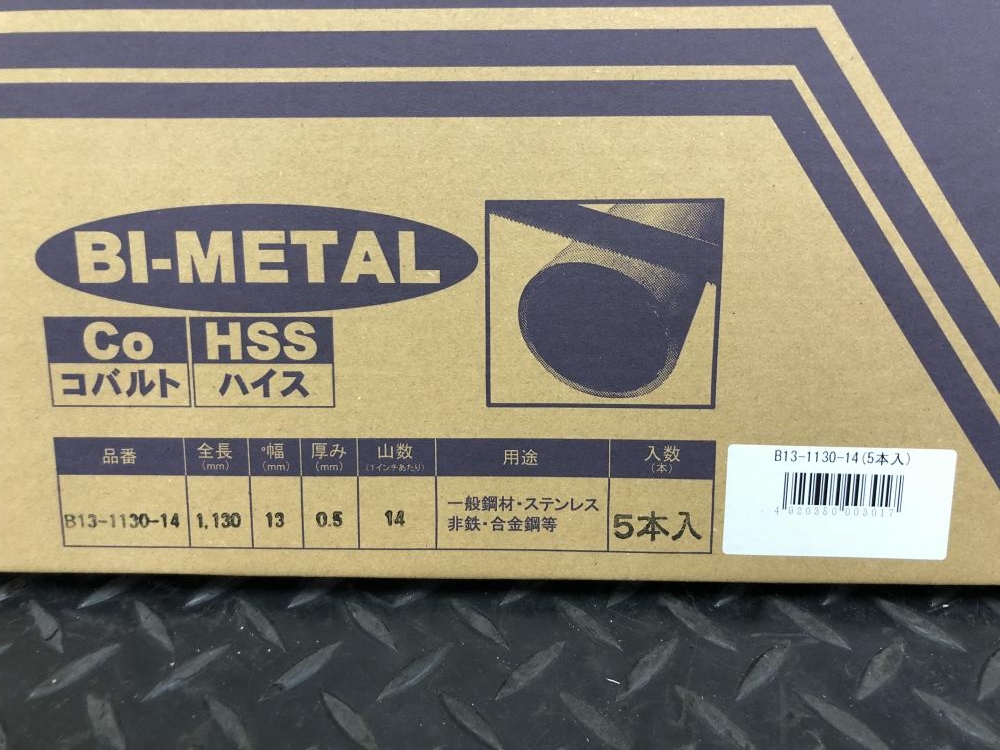 BI-METAL
Co HSS
コバルト ハイス
品番 全長 (mm) 幅 (mm) 厚み (mm) 山数 (1インチあたり) 用途 入数 (本)
B13-1130-14 1,130 13 0.5 14 一般鋼材・ステンレス 非鉄・合金鋼等 5本入
B13-1130-14(5本入)
4 920350 003017